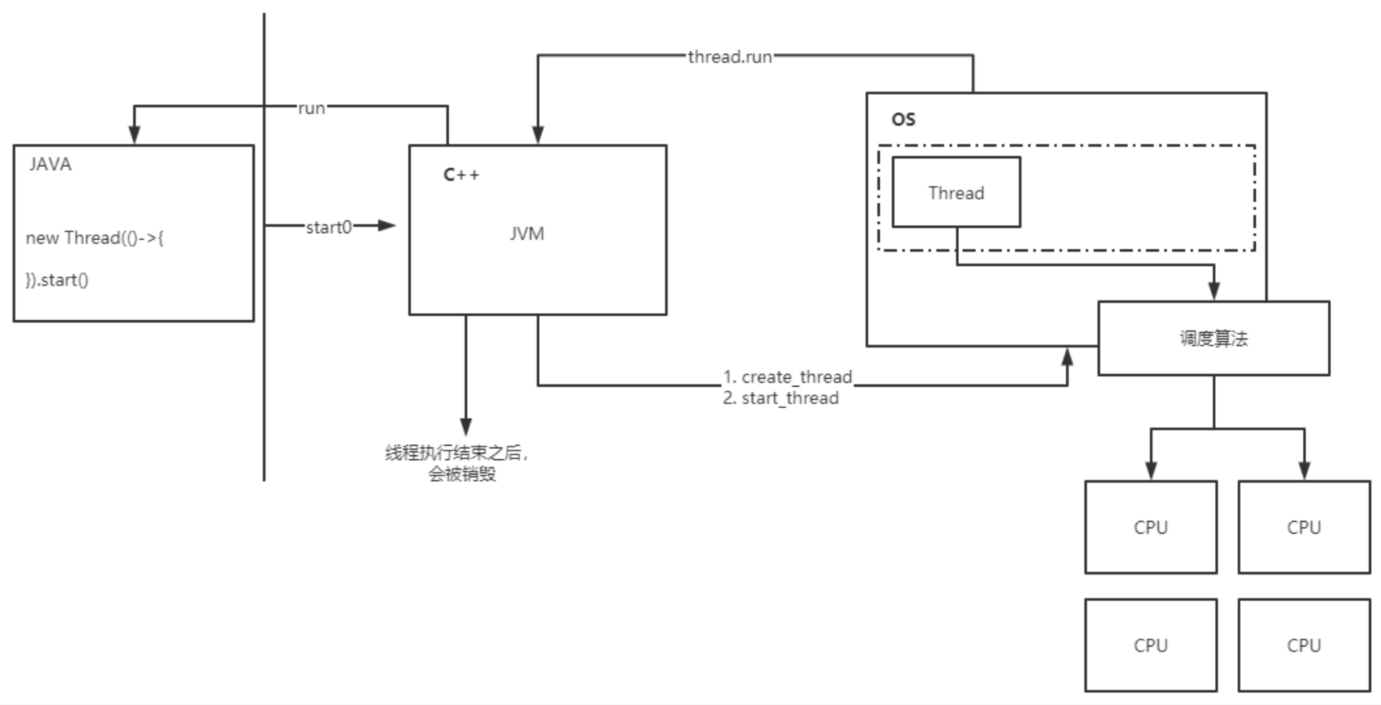 thread.run
run
OS
JAVA
C++
Thread
new Thread(()->{
start0
JVM
}).start()
调度算法
1. create_thread
2. start_thread
线程执行结束之后,
会被销毁
CPU
CPU
CPU
CPU